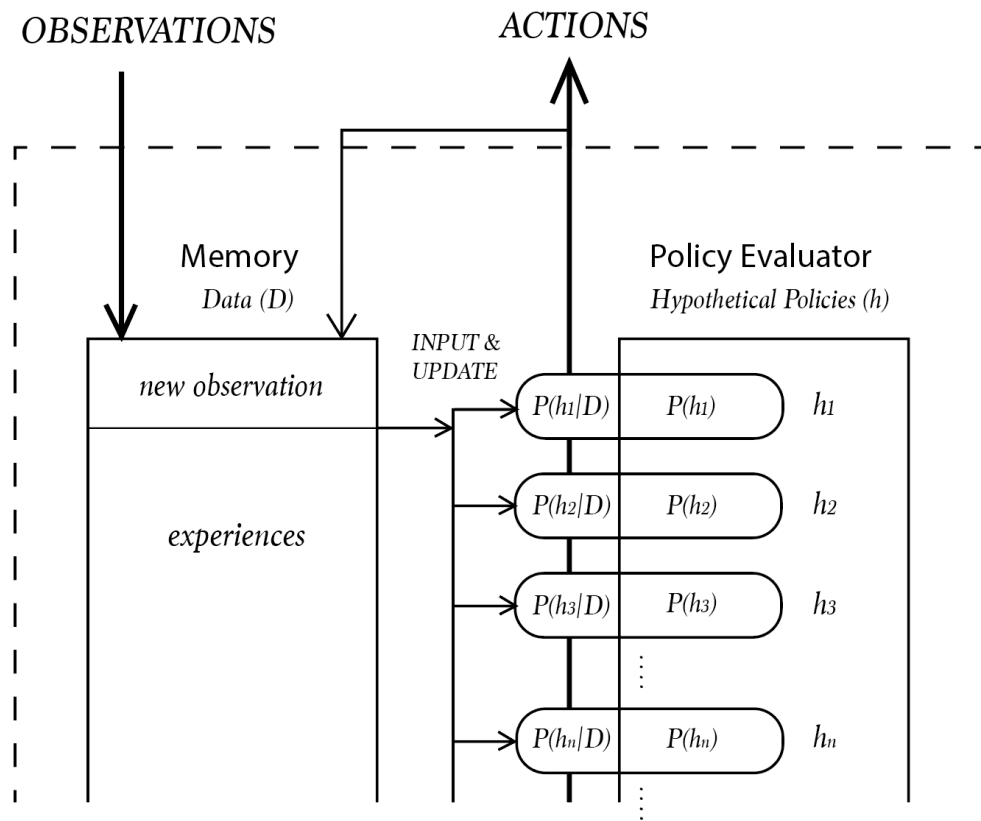 OBSERVATIONS
ACTIONS
Memory
Data (D)
Policy Evaluator
Hypothetical Policies (h)
INPUT &
UPDATE
new observation
experiences
P(h1|D) P(h1) h1
P(h2|D) P(h2) h2
P(h3|D) P(h3) h3
P(hn|D) P(hn) hn